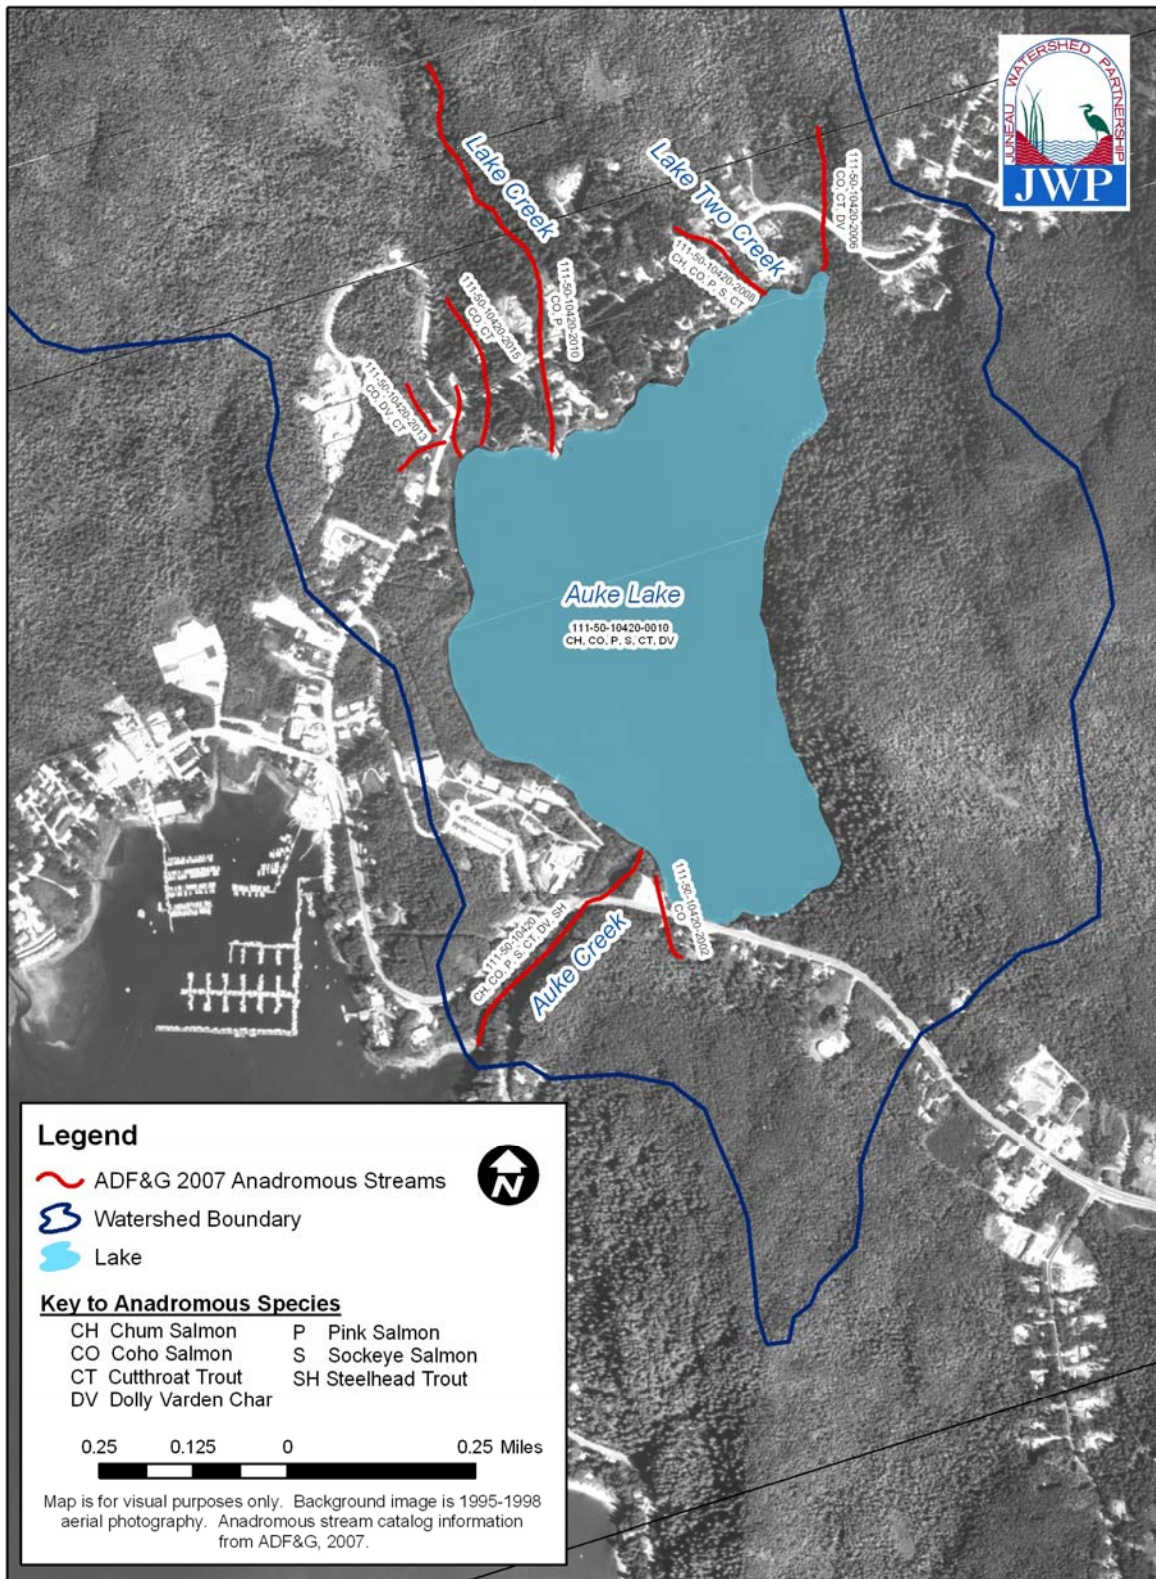 JUNEAU WATERSHED PARTNERSHIP
JWP
Lake Creek
Lake Two Creek
111-50-10420-2006
CO, CT, DV
111-50-10420-2008
CH, CO, P, S, CT
111-50-10420-2010
CO, P
111-50-10420-2015
CO, CT
111-50-10420-2013
CO, DV, CT
Auke Lake
111-50-10420-0010
CH, CO, P, S, CT, DV
111-50-10420-2002
CO
111-50-10420
CH, CO, P, S, CT, DV, SH
Auke Creek
Legend
N
ADF&G 2007 Anadromous Streams
Watershed Boundary
Lake
Key to Anadromous Species
CH Chum Salmon P Pink Salmon
CO Coho Salmon S Sockeye Salmon
CT Cutthroat Trout SH Steelhead Trout
DV Dolly Varden Char
0.25 0.125 0 0.25 Miles
Map is for visual purposes only. Background image is 1995-1998
aerial photography. Anadromous stream catalog information
from ADF&G, 2007.